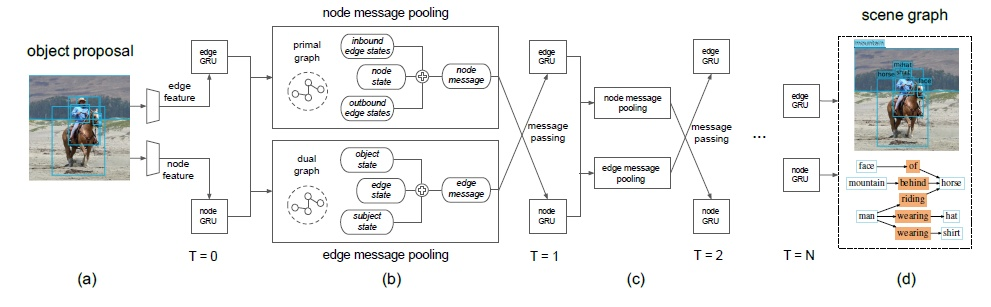 object proposal
edge
feature
node
feature
edge
GRU
node
GRU
T = 0
node message pooling
primal
graph
inbound
edge states
node
state
outbound
edge states
node
message
dual
graph
object
state
edge
state
subject
state
edge
message
edge message pooling
edge
GRU
message
passing
node
GRU
T = 1
node message
pooling
edge message
pooling
message
passing
edge
GRU
node
GRU
T = 2
...
edge
GRU
node
GRU
T = N
scene graph
mountain
horse
face
face
of
mountain
behind
horse
riding
man
wearing
hat
wearing
shirt
(a)
(b)
(c)
(d)